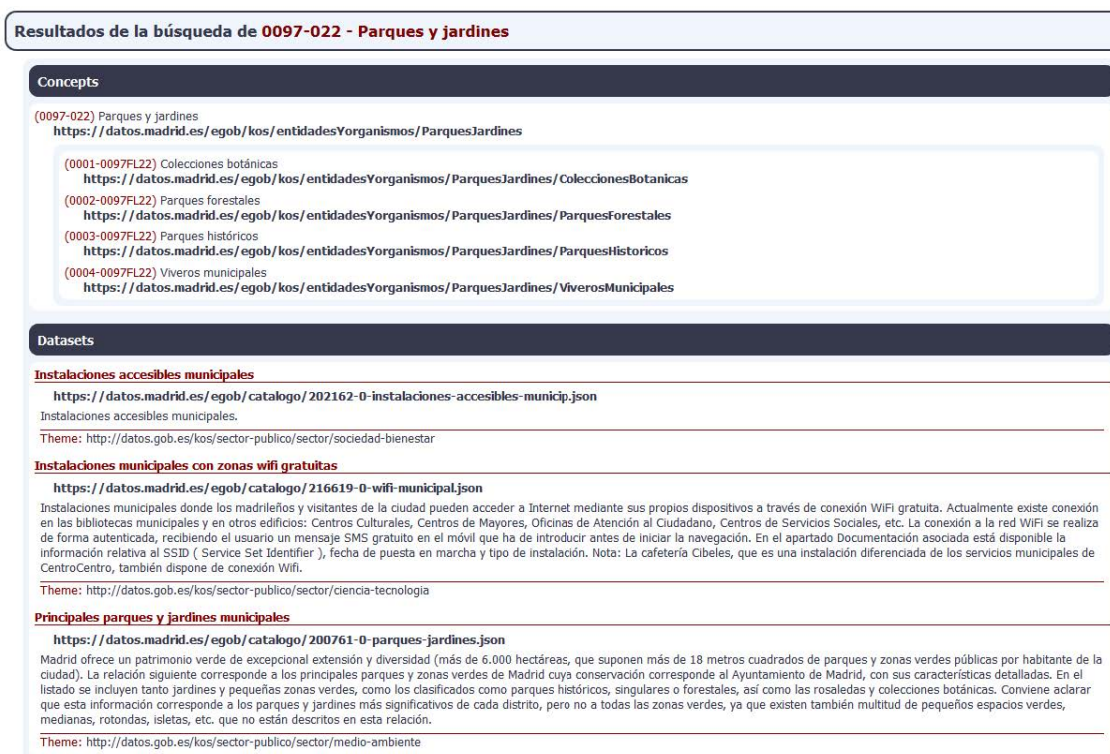 Resultados de la búsqueda de 0097-022 - Parques y jardines
Concepts
(0097-022) Parques y jardines
https://datos.madrid.es/egob/kos/entidadesYorganismos/ParquesJardines
(0001-0097FL22) Colecciones botánicas
https://datos.madrid.es/egob/kos/entidadesYorganismos/ParquesJardines/ColeccionesBotanicas
(0002-0097FL22) Parques forestales
https://datos.madrid.es/egob/kos/entidadesYorganismos/ParquesJardines/ParquesForestales
(0003-0097FL22) Parques históricos
https://datos.madrid.es/egob/kos/entidadesYorganismos/ParquesJardines/ParquesHistoricos
(0004-0097FL22) Viveros municipales
https://datos.madrid.es/egob/kos/entidadesYorganismos/ParquesJardines/ViverosMunicipales
Datasets
Instalaciones accesibles municipales
https://datos.madrid.es/egob/catalogo/202162-0-instalaciones-accesibles-municip.json
Instalaciones accesibles municipales.
Theme: http://datos.gob.es/kos/sector-publico/sector/sociedad-bienestar
Instalaciones municipales con zonas wifi gratuitas
https://datos.madrid.es/egob/catalogo/216619-0-wifi-municipal.json
Instalaciones municipales donde los madrileños y visitantes de la ciudad pueden acceder a Internet mediante sus propios dispositivos a través de conexión WiFi gratuita. Actualmente existe conexión
en las bibliotecas municipales y en otros edificios: Centros Culturales, Centros de Mayores, Oficinas de Atención al Ciudadano, Centros de Servicios Sociales, etc. La conexión a la red WiFi se realiza
de forma autenticada, recibiendo el usuario un mensaje SMS gratuito en el móvil que ha de introducir antes de iniciar la navegación. En el apartado Documentación asociada está disponible la
información relativa al SSID ( Service Set Identifier ), fecha de puesta en marcha y tipo de instalación. Nota: La cafetería Cibeles, que es una instalación diferenciada de los servicios municipales de
CentroCentro, también dispone de conexión Wifi.
Theme: http://datos.gob.es/kos/sector-publico/sector/ciencia-tecnologia
Principales parques y jardines municipales
https://datos.madrid.es/egob/catalogo/200761-0-parques-jardines.json
Madrid ofrece un patrimonio verde de excepcional extensión y diversidad (más de 6.000 hectáreas, que suponen más de 18 metros cuadrados de parques y zonas verdes públicas por habitante de la
ciudad). La relación siguiente corresponde a los principales parques y zonas verdes de Madrid cuya conservación corresponde al Ayuntamiento de Madrid, con sus características detalladas. En el
listado se incluyen tanto jardines y pequeñas zonas verdes, como los clasificados como parques históricos, singulares o forestales, así como las rosaledas y colecciones botánicas. Conviene aclarar
que esta información corresponde a los parques y jardines más significativos de cada distrito, pero no a todas las zonas verdes, ya que existen también multitud de pequeños espacios verdes,
medianas, rotondas, isletas, etc. que no están descritos en esta relación.
Theme: http://datos.gob.es/kos/sector-publico/sector/medio-ambiente